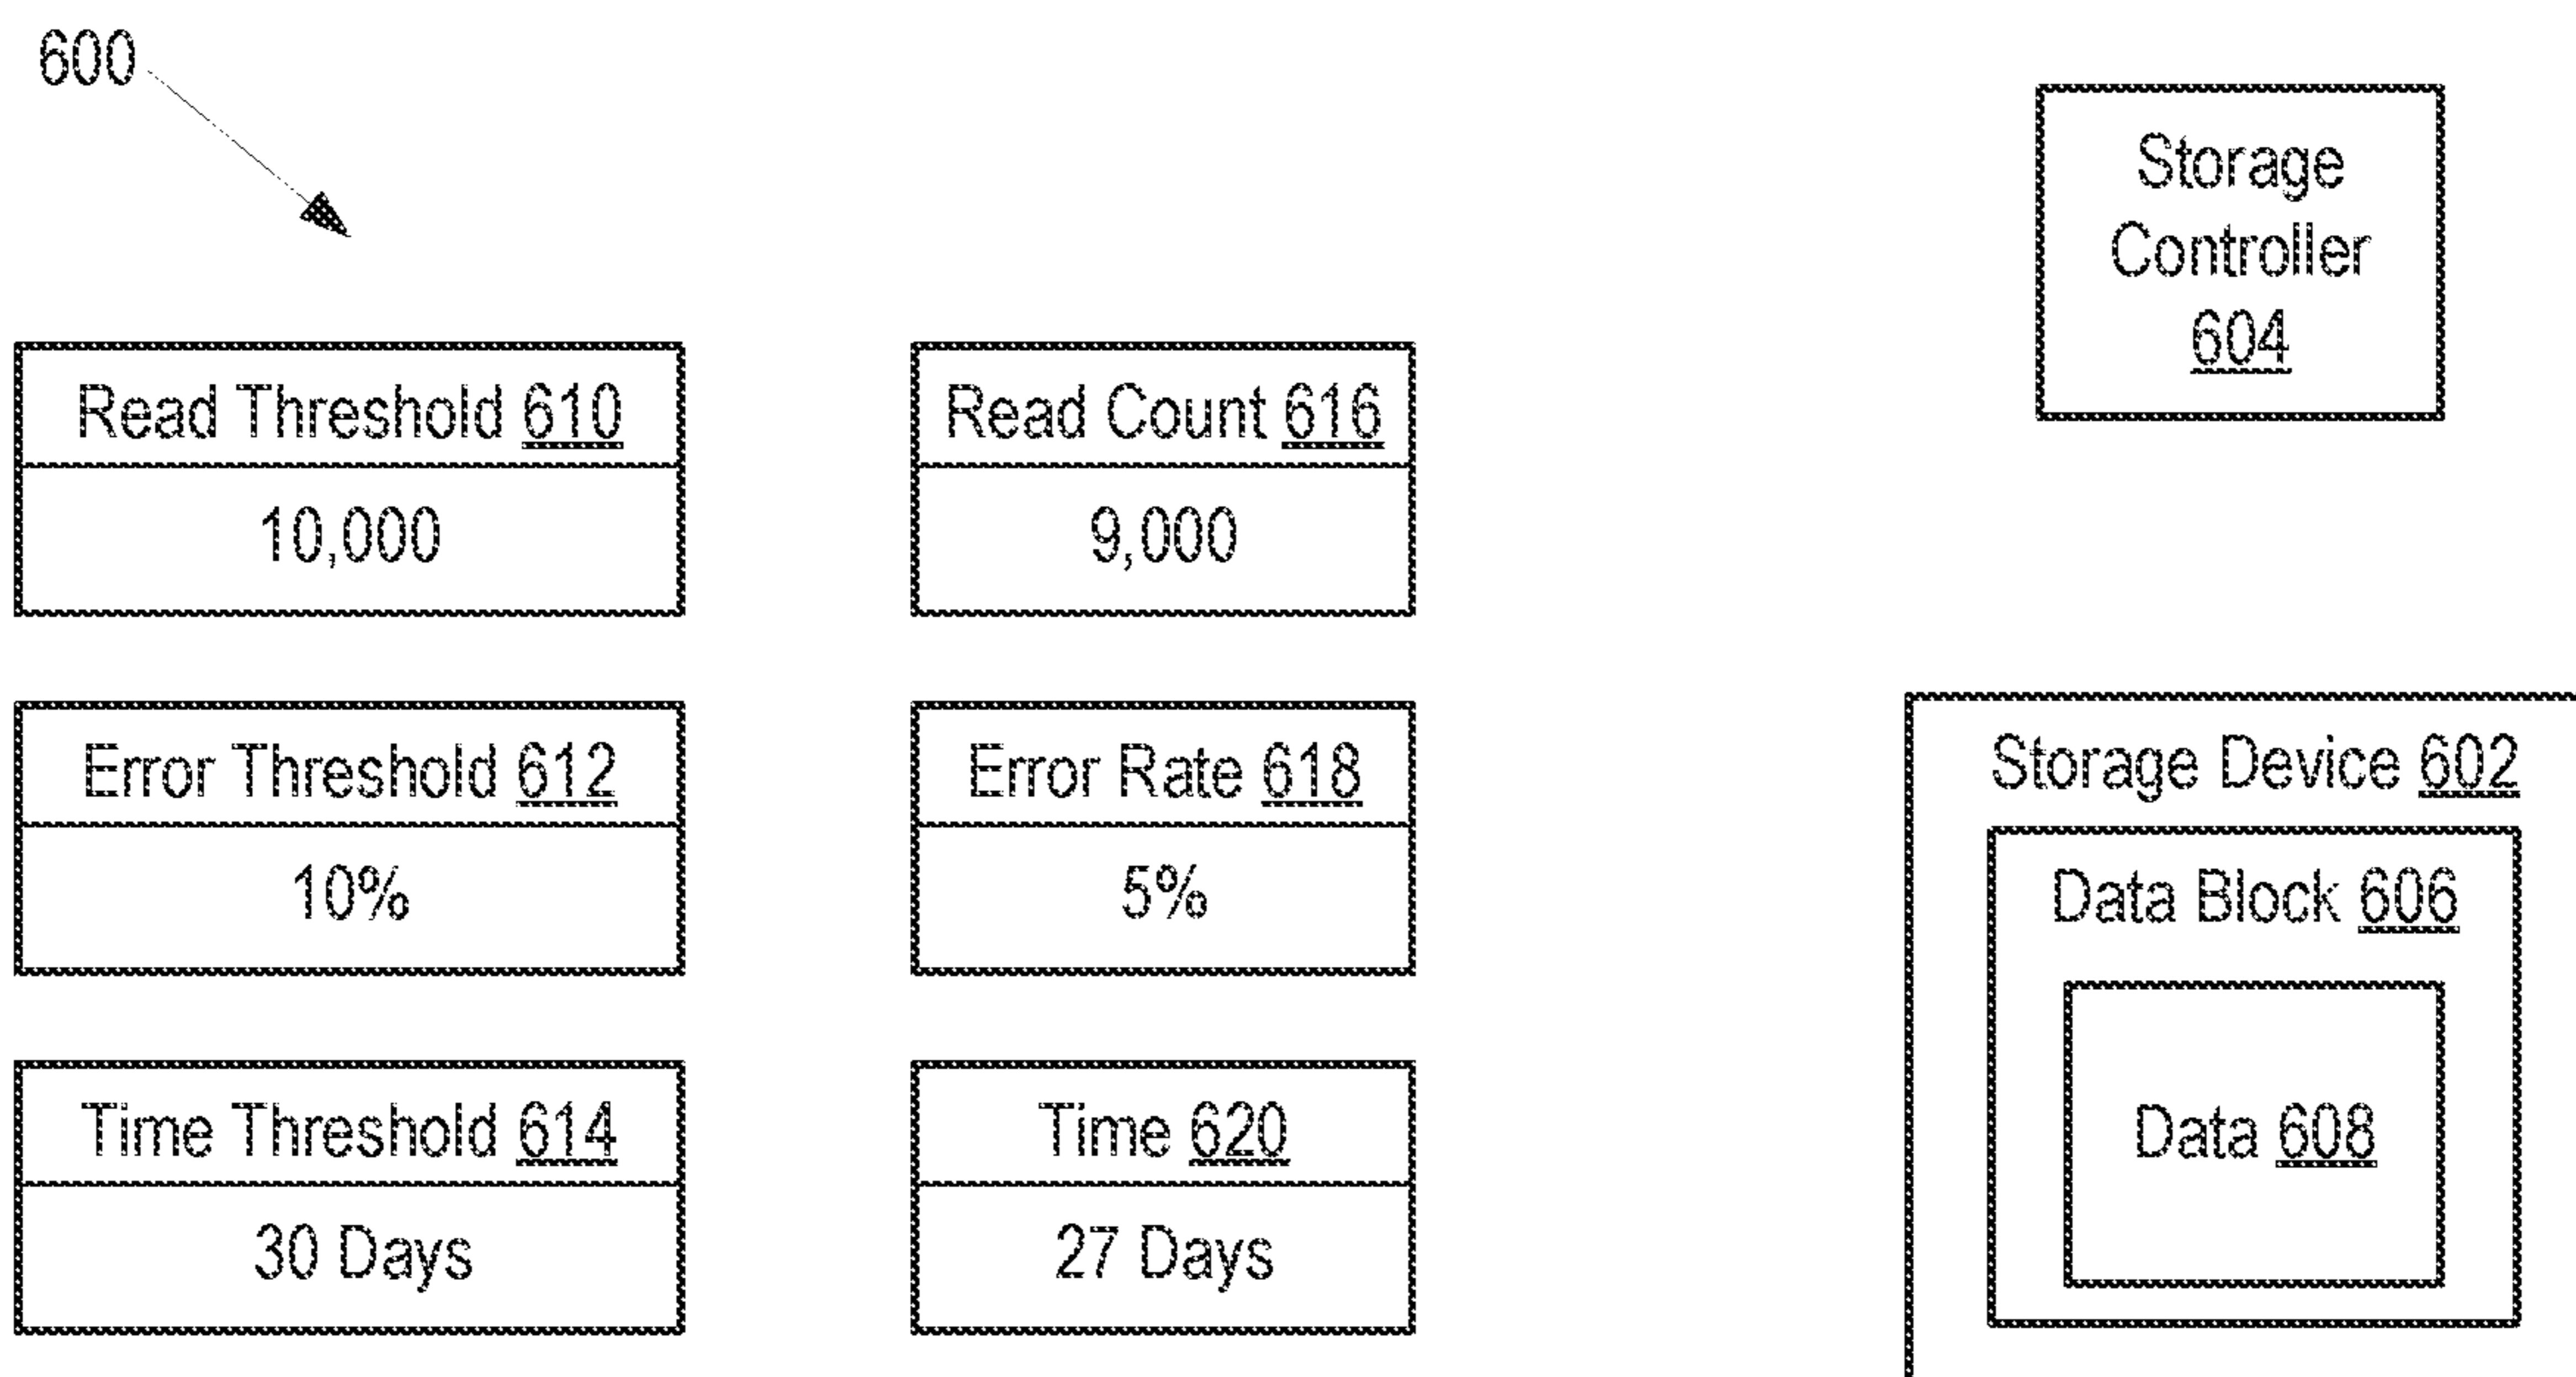 600
Storage
Controller
604
Read Threshold 610
10,000
Read Count 616
9,000
Error Threshold 612
10%
Error Rate 618
5%
Time Threshold 614
30 Days
Time 620
27 Days
Storage Device 602
Data Block 606
Data 608